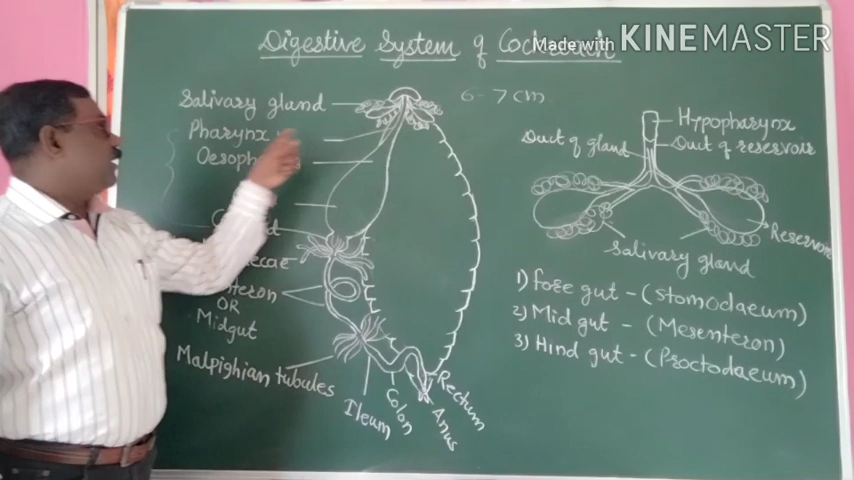 Digestive System of
Made with KINEMASTER
6-7 cm
Salivary gland
Pharynx
OR
Midgut
Malpighian tubules
Ileum
Colon
Rectum
Anus
Hypopharynx
Duct of gland
Duct of reservoir
Reservoir
Salivary gland
1) Fore gut - (Stomodaeum)
2) Mid gut - (Mesenteron)
3) Hind gut - (Proctodaeum)